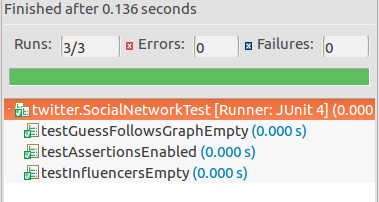 Finished after 0.136 seconds
Runs: 3/3 Errors: 0 Failures: 0
twitter.SocialNetworkTest [Runner: JUnit 4] (0.000
testGuessFollowsGraphEmpty (0.000 s)
testAssertionsEnabled (0.000 s)
testInfluencersEmpty (0.000 s)